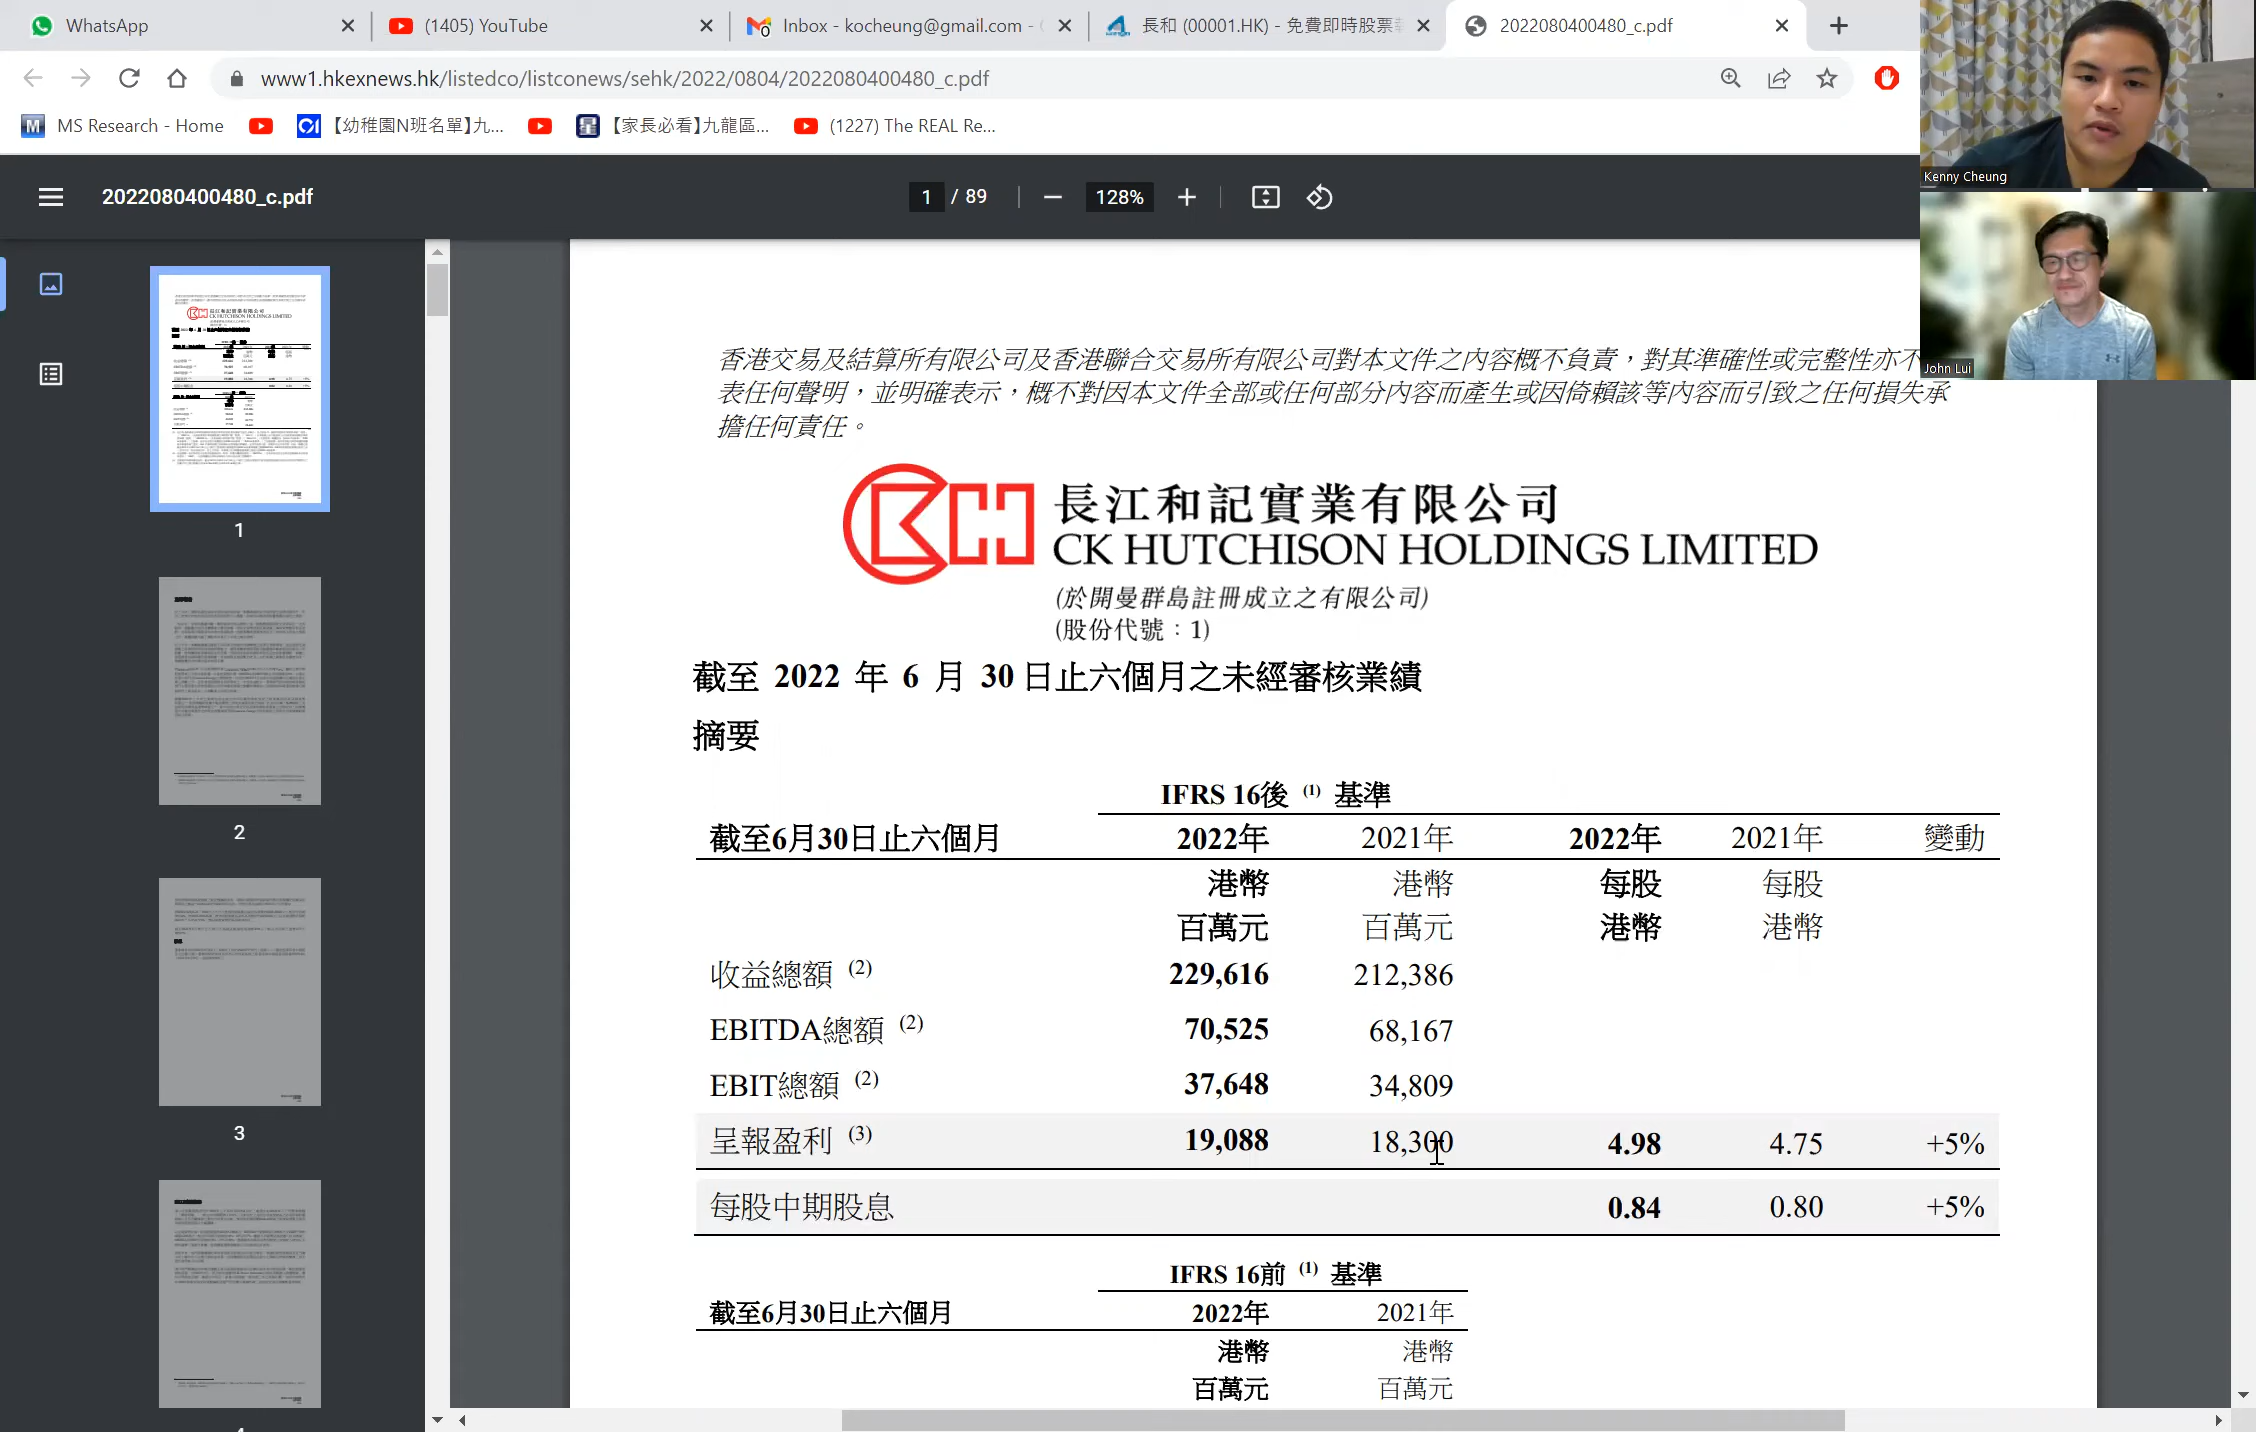 WhatsApp
(1405) YouTube
Inbox - kocheung@gmail.com -
長和 (00001.HK) - 免費即時股票
2022080400480_c.pdf
www1.hkexnews.hk/listedco/listconews/sehk/2022/0804/2022080400480_c.pdf
MS Research - Home
【幼稚園N班名單】九...
【家長必看】九龍區...
(1227) The REAL Re...
Kenny Cheung
John Lui
2022080400480_c.pdf
1 / 89
128%
1
2
3
香港交易及結算所有限公司及香港聯合交易所有限公司對本文件之內容概不負責，對其準確性或完整性亦不
表任何聲明，並明確表示，概不對因本文件全部或任何部分內容而產生或因倚賴該等內容而引致之任何損失承
擔任何責任。
長江和記實業有限公司
CK HUTCHISON HOLDINGS LIMITED
(於開曼群島註冊成立之有限公司)
(股份代號：1)
截至 2022 年 6 月 30 日止六個月之未經審核業績
摘要
IFRS 16後 (1) 基準
截至6月30日止六個月 2022年 2021年 2022年 2021年 變動
港幣 港幣 每股 每股
百萬元 百萬元 港幣 港幣
收益總額 (2) 229,616 212,386
EBITDA總額 (2) 70,525 68,167
EBIT總額 (2) 37,648 34,809
呈報盈利 (3) 19,088 18,300 4.98 4.75 +5%
每股中期股息 0.84 0.80 +5%
IFRS 16前 (1) 基準
截至6月30日止六個月 2022年 2021年
港幣 港幣
百萬元 百萬元